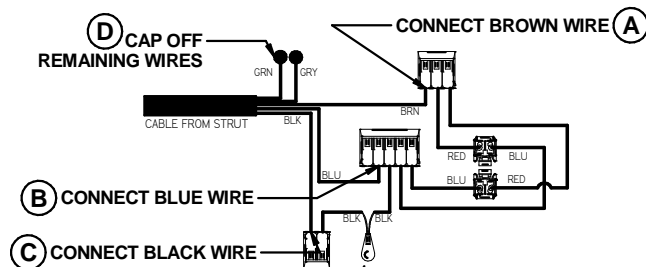 D CAP OFF
REMAINING WIRES
CONNECT BROWN WIRE A
GRN GRY
CABLE FROM STRUT
BLK
BRN
RED BLU
BLU
BLU RED
B CONNECT BLUE WIRE
BLK BLK
C CONNECT BLACK WIRE